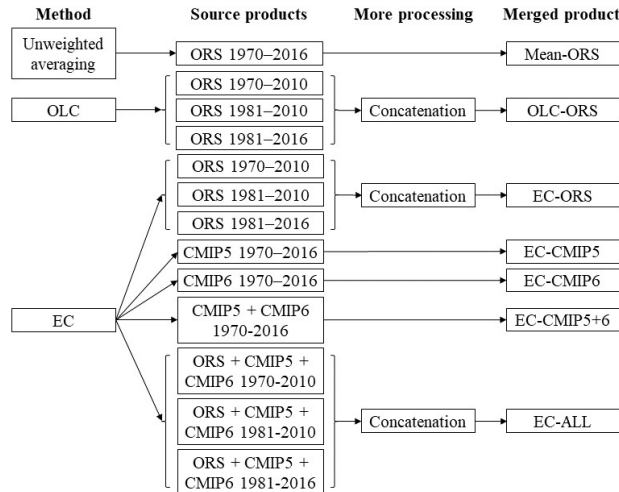 Method Source products More processing Merged product
Unweighted
averaging
ORS 1970–2016 Mean-ORS
ORS 1970–2010
OLC ORS 1981–2010 Concatenation OLC-ORS
ORS 1981–2016
ORS 1970–2010
ORS 1981–2010 Concatenation EC-ORS
ORS 1981–2016
CMIP5 1970–2016 EC-CMIP5
CMIP6 1970–2016 EC-CMIP6
EC
CMIP5 + CMIP6
1970-2016
EC-CMIP5+6
ORS + CMIP5 +
CMIP6 1970-2010
ORS + CMIP5 +
CMIP6 1981-2010
Concatenation EC-ALL
ORS + CMIP5 +
CMIP6 1981-2016